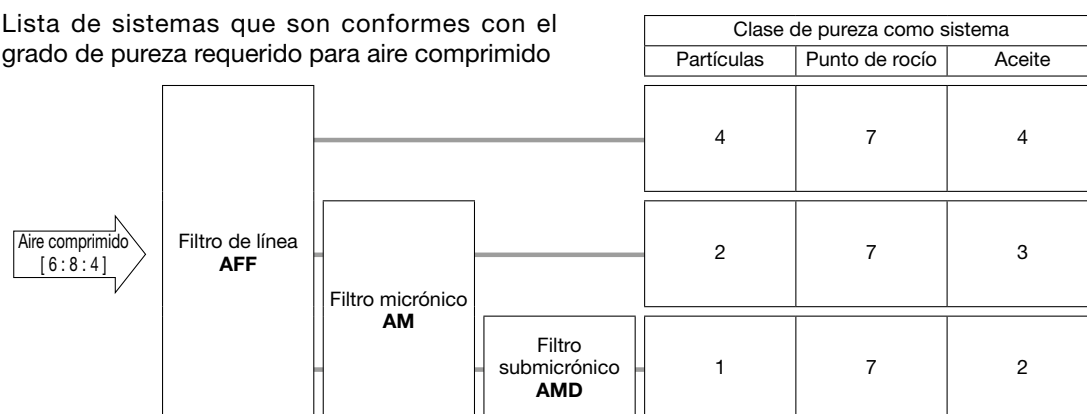 Lista de sistemas que son conformes con el
grado de pureza requerido para aire comprimido
Clase de pureza como sistema
Partículas Punto de rocío Aceite
4 7 4
Aire comprimido
[6:8:4]
Filtro de línea
AFF
2 7 3
Filtro micrónico
AM
Filtro
submicrónico
AMD
1 7 2